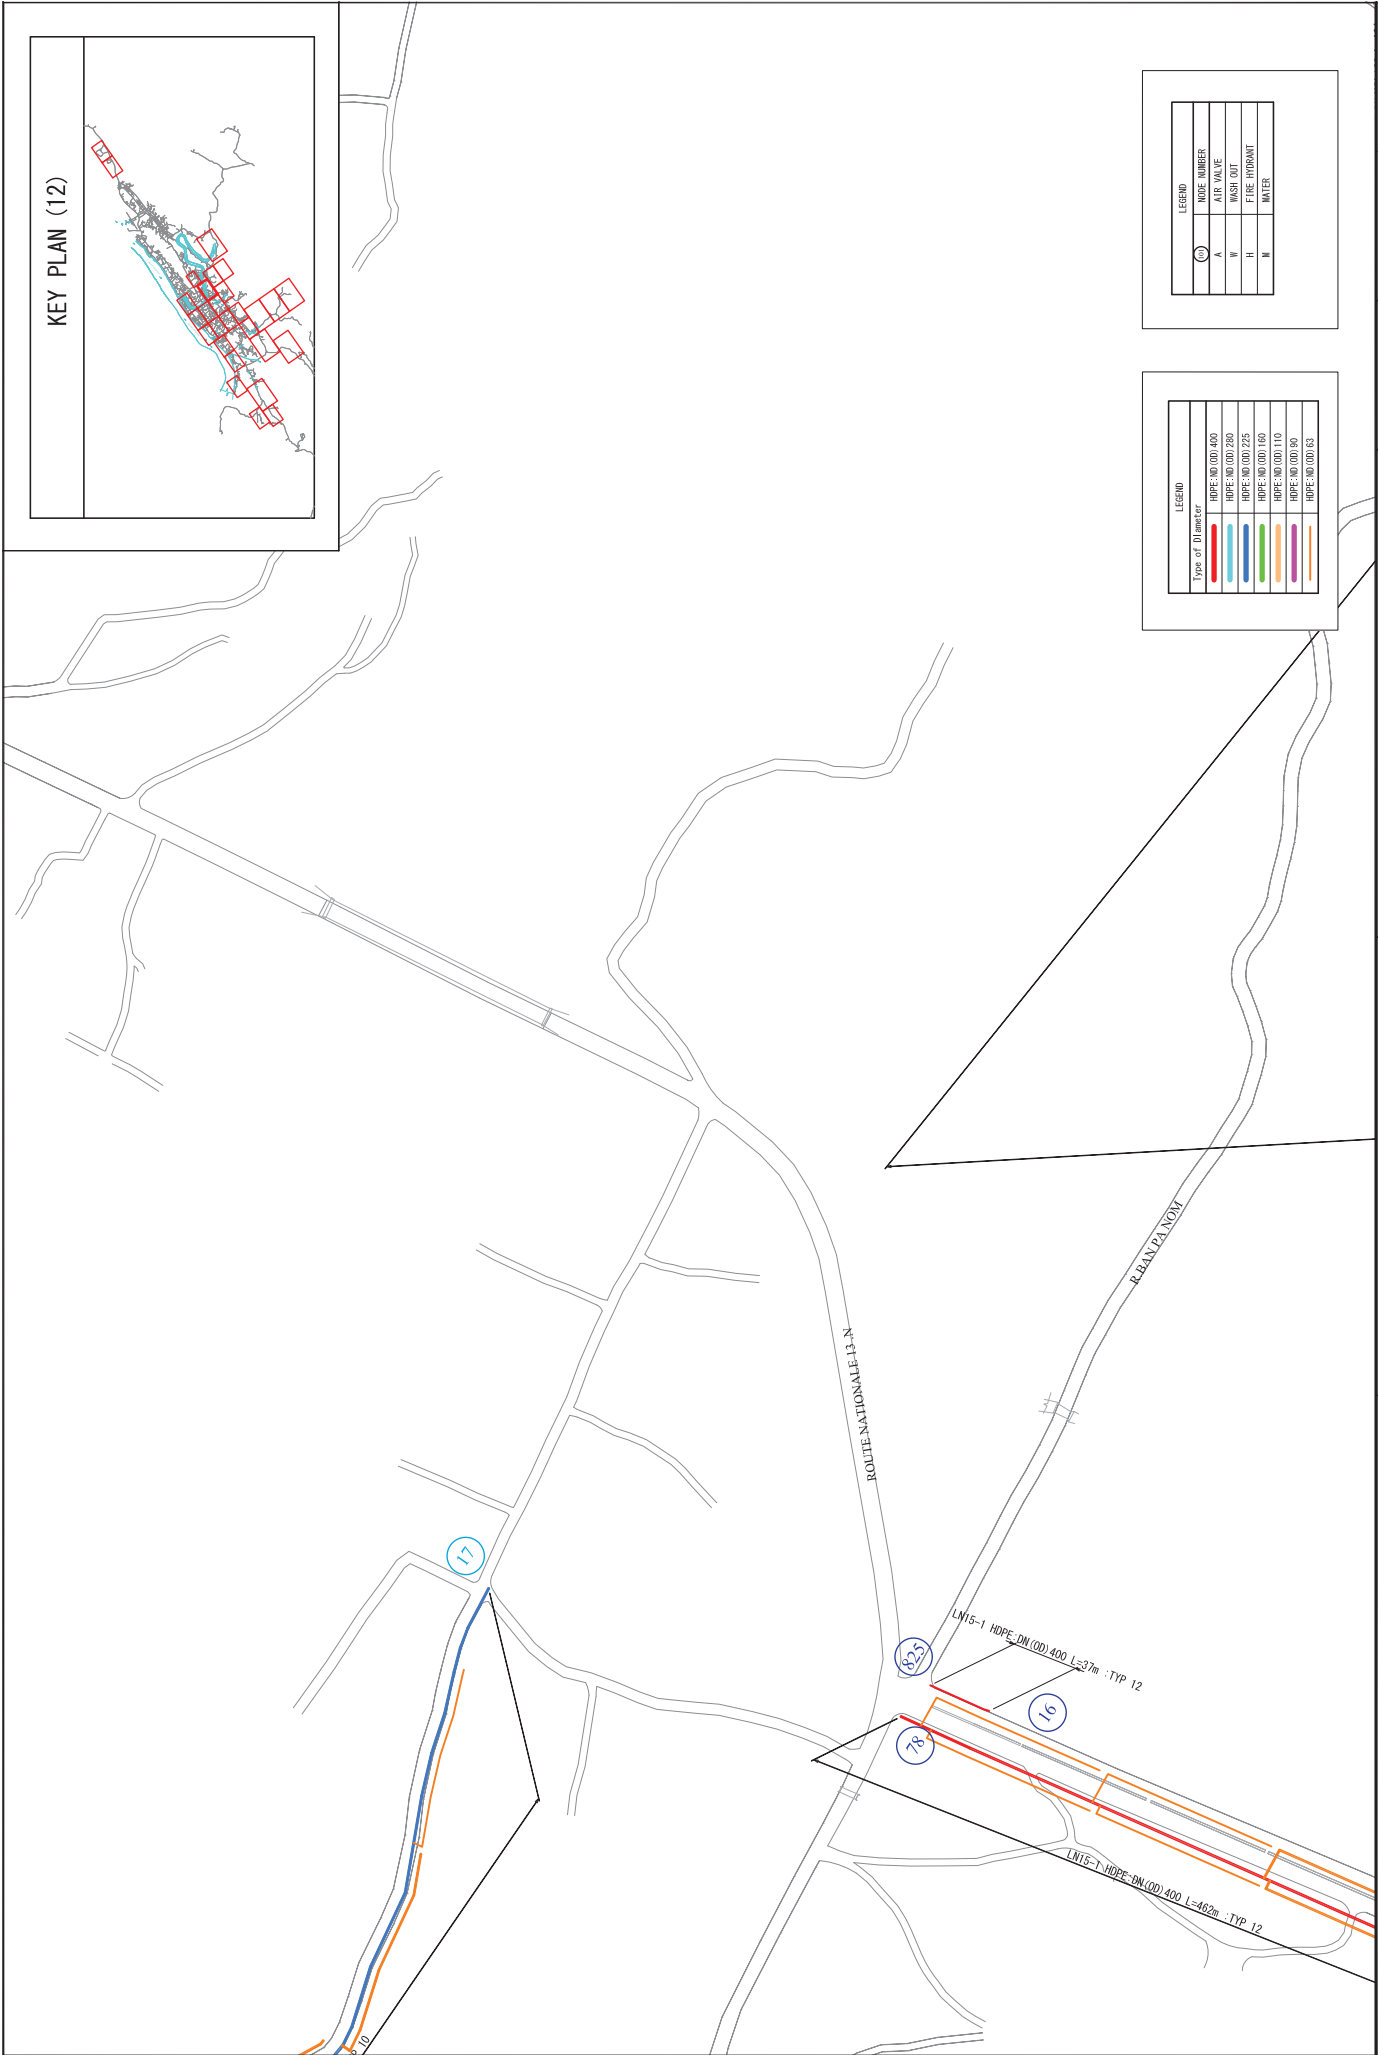 KEY PLAN (12)
LEGEND
101 NODE NUMBER
A AIR VALVE
W WASH OUT
H FIRE HYDRANT
M MATER
LEGEND
Type of Diameter
HDPE:ND(OD)400
HDPE:ND(OD)280
HDPE:ND(OD)225
HDPE:ND(OD)160
HDPE:ND(OD)110
HDPE:ND(OD)90
HDPE:ND(OD)63
R.BAN PA NOM
ROUTE NATIONALE 13 .N
17
825
LN15-1 HDPE:DN(OD)400 L=37m :TYP 12
16
78
LN15-1 HDPE:DN(OD)400 L=462m :TYP 12
10